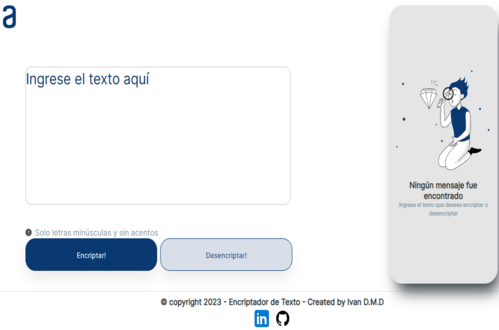 a
Ingrese el texto aquí
Solo letras minúsculas y sin acentos
Encriptar!
Desencriptar!
Ningún mensaje fue
encontrado
Ingrese el texto que desees encriptar o
desencriptar
© copyright 2023 - Encriptador de Texto - Created by Ivan D.M.D
in